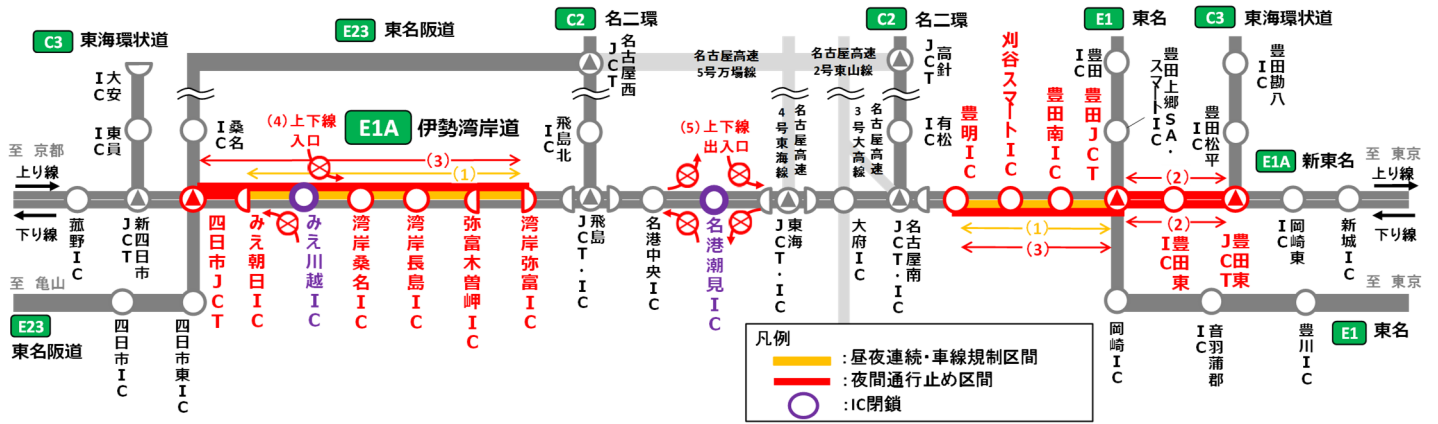 C3 東海環状道
E23 東名阪道
C2 名二環
C2 名二環
E1 東名
C3 東海環状道
大安IC
東員IC
桑名IC
名古屋西JCT
飛島北IC
名古屋高速
5号万場線
名古屋高速
2号東山線
名古屋高速
4号東海線
名古屋高速
3号大高線
高針JCT
有松IC
豊田IC
豊田上郷SA・スマートIC
豊田松平IC
豊田勘八IC
(4)上下線
入口
E1A 伊勢湾岸道
(5)上下線
出入口
(3)
(1)
(2)
(2)
(1)
(3)
至 京都
上り線
下り線
E1A 新東名
至 東京
上り線
下り線
菰野IC
新四日市JCT
四日市JCT
みえ朝日IC
みえ川越IC
湾岸桑名IC
湾岸長島IC
弥富木曽岬IC
湾岸弥富IC
飛島JCT・IC
名港中央IC
名港潮見IC
東海JCT・IC
大府IC
名古屋南JCT・IC
豊明IC
刈谷スマートIC
豊田南IC
豊田JCT
豊田東IC
豊田東JCT
岡崎東IC
新城IC
至 亀山
E23
東名阪道
四日市IC
四日市東IC
岡崎IC
音羽蒲郡IC
豊川IC
至 東京
E1 東名
凡例
：昼夜連続・車線規制区間
：夜間通行止め区間
：IC閉鎖